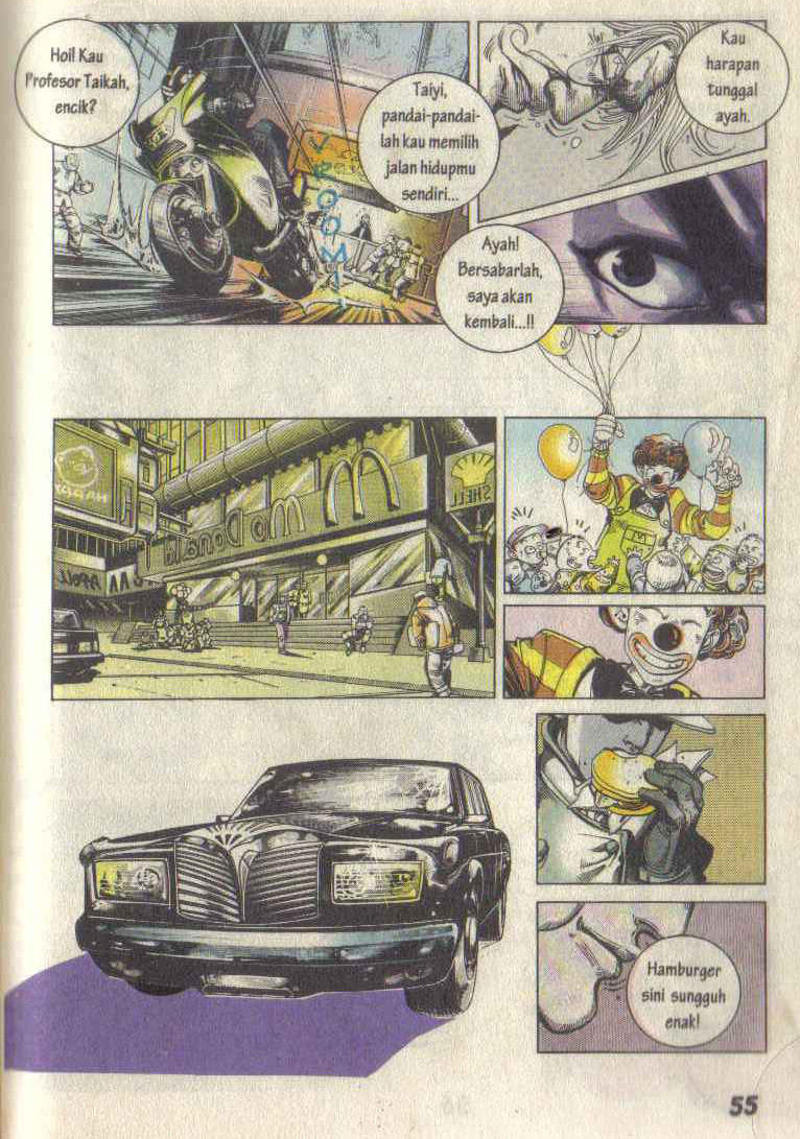 Hoi! Kau
Profesor Taikah,
encik?
Taiyi,
pandai-pandai-
lah kau memilih
jalan hidupmu
sendiri...
Kau
harapan
tunggal
ayah.
VROOM!
Ayah!
Bersabarlah,
saya akan
kembali...!!
HAPPY
Mc Donald
SHELL
Hamburger
sini sungguh
enak!
55